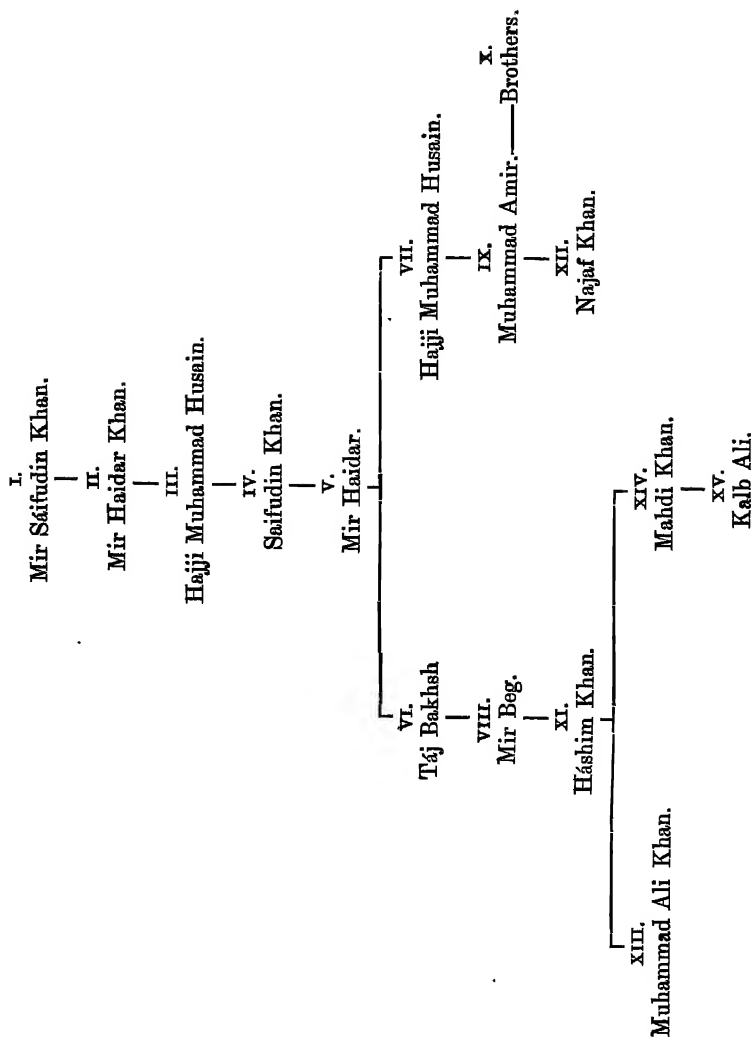 I.
Mir Sáifudin Khan.
II.
Mir Haidar Khan.
III.
Hajji Muhammad Husain.
IV.
Saifudin Khan.
V.
Mir Haidar.
VI.
Táj Bakhsh
VII.
Hajji Muhammad Husain.
VIII.
Mir Beg.
IX.
Muhammad Amir.
X.
Brothers.
XI.
Háshim Khan.
XII.
Najaf Khan.
XIII.
Muhammad Ali Khan.
XIV.
Mahdi Khan.
XV.
Kalb Ali.